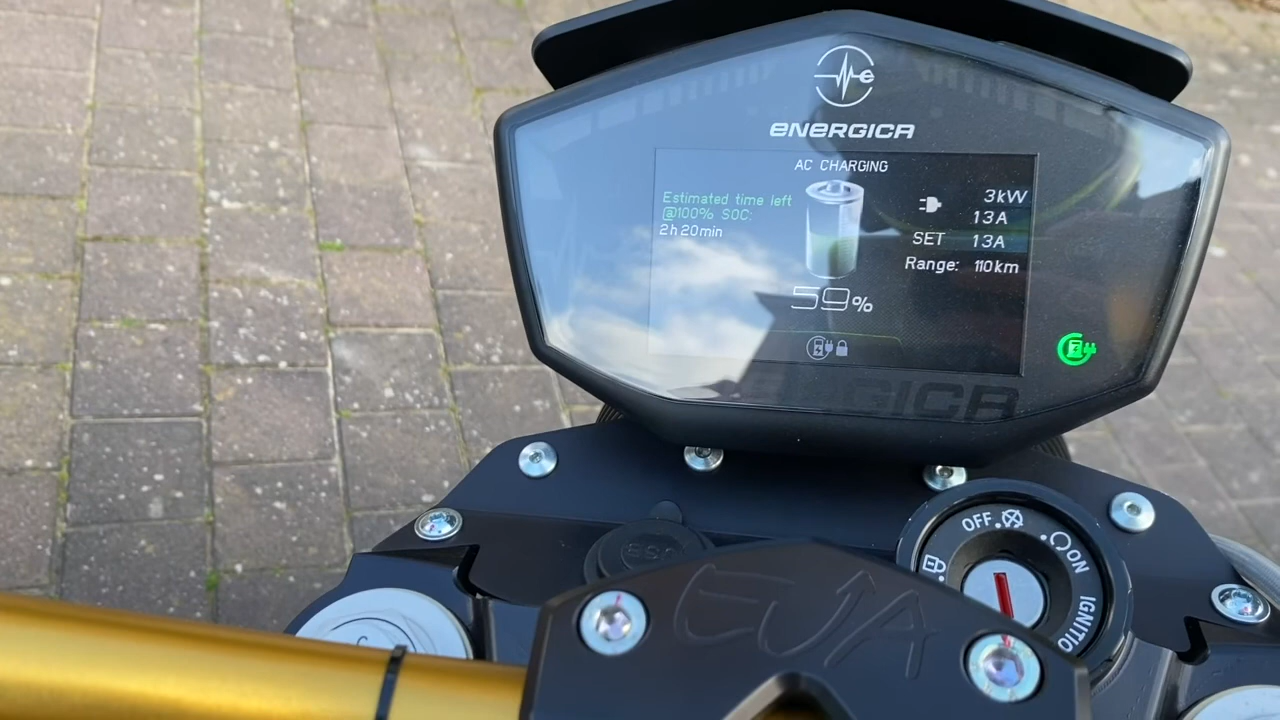 e
ENERGICA
AC CHARGING
Estimated time left
@100% SOC:
2h 20min
3kW
13A
SET 13A
Range: 110km
59%
OFF
ON
EVA